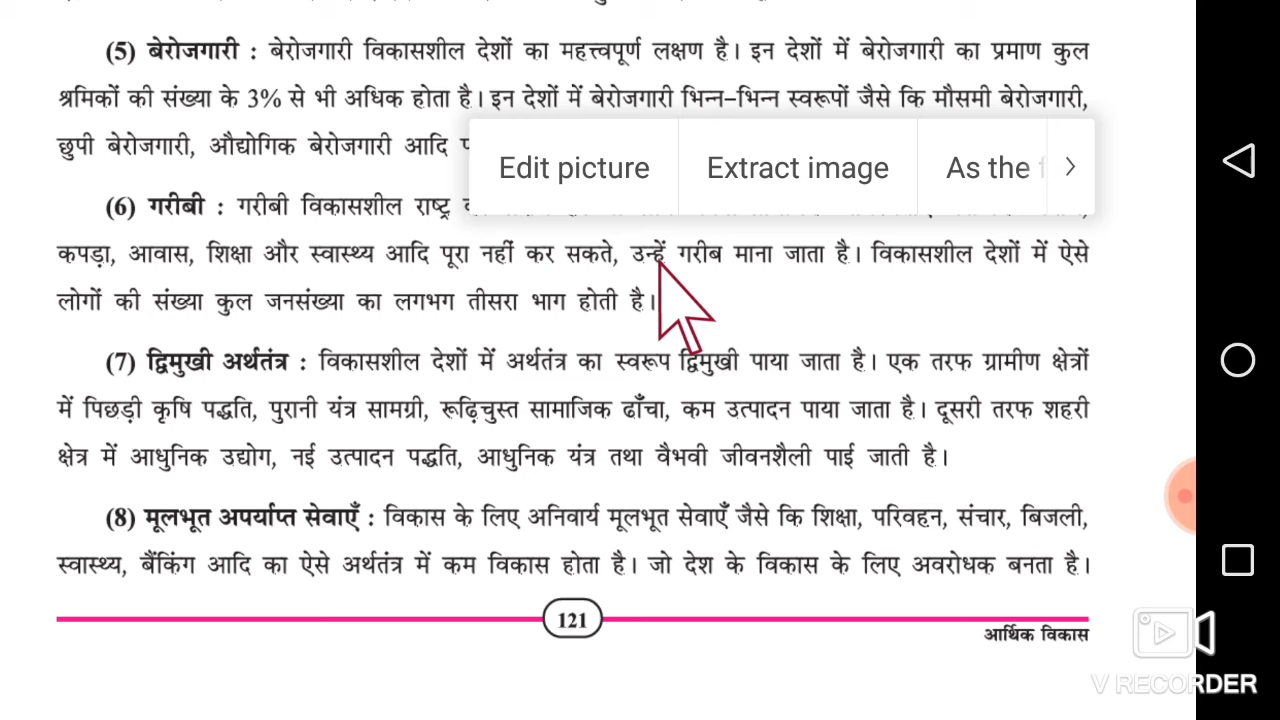 (5) बेरोजगारी : बेरोजगारी विकासशील देशों का महत्त्वपूर्ण लक्षण है। इन देशों में बेरोजगारी का प्रमाण कुल
श्रमिकों की संख्या के 3% से भी अधिक होता है। इन देशों में बेरोजगारी भिन्न-भिन्न स्वरूपों जैसे कि मौसमी बेरोजगारी,
छुपी बेरोजगारी, औद्योगिक बेरोजगारी आदि
Edit picture Extract image As the
(6) गरीबी : गरीबी विकासशील राष्ट्र
कपड़ा, आवास, शिक्षा और स्वास्थ्य आदि पूरा नहीं कर सकते, उन्हें गरीब माना जाता है। विकासशील देशों में ऐसे
लोगों की संख्या कुल जनसंख्या का लगभग तीसरा भाग होती है।
(7) द्विमुखी अर्थतंत्र : विकासशील देशों में अर्थतंत्र का स्वरूप द्विमुखी पाया जाता है। एक तरफ ग्रामीण क्षेत्रों
में पिछड़ी कृषि पद्धति, पुरानी यंत्र सामग्री, रूढ़िचुस्त सामाजिक ढाँचा, कम उत्पादन पाया जाता है। दूसरी तरफ शहरी
क्षेत्र में आधुनिक उद्योग, नई उत्पादन पद्धति, आधुनिक यंत्र तथा वैभवी जीवनशैली पाई जाती है।
(8) मूलभूत अपर्याप्त सेवाएँ : विकास के लिए अनिवार्य मूलभूत सेवाएँ जैसे कि शिक्षा, परिवहन, संचार, बिजली,
स्वास्थ्य, बैंकिंग आदि का ऐसे अर्थतंत्र में कम विकास होता है। जो देश के विकास के लिए अवरोधक बनता है।
121
आर्थिक विकास
V RECORDER